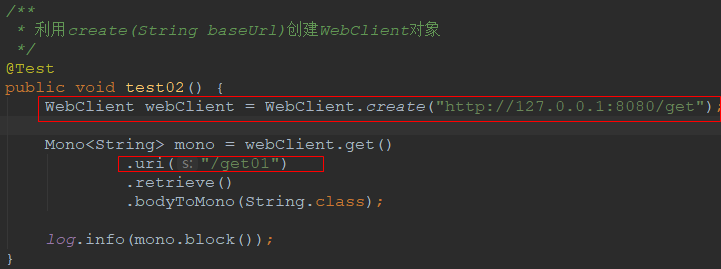 /**
 * 利用create(String baseUrl)创建WebClient对象
 */
@Test
public void test02() {
    WebClient webClient = WebClient.create("http://127.0.0.1:8080/get");
    Mono<String> mono = webClient.get()
            .uri( s: "/get01")
            .retrieve()
            .bodyToMono(String.class);
    log.info(mono.block());
}